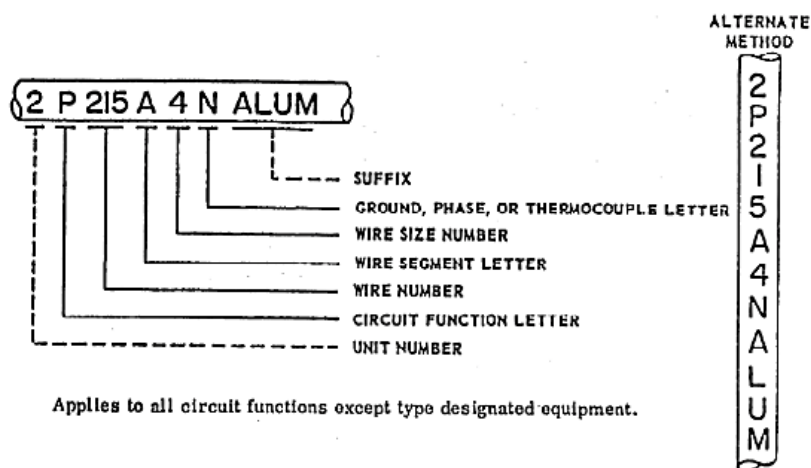 ALTERNATE
METHOD
2 P 215 A 4 N ALUM
SUFFIX
GROUND, PHASE, OR THERMOCOUPLE LETTER
WIRE SIZE NUMBER
WIRE SEGMENT LETTER
WIRE NUMBER
CIRCUIT FUNCTION LETTER
UNIT NUMBER
Applies to all circuit functions except type designated equipment.
2
P
2
1
5
A
4
N
A
L
U
M